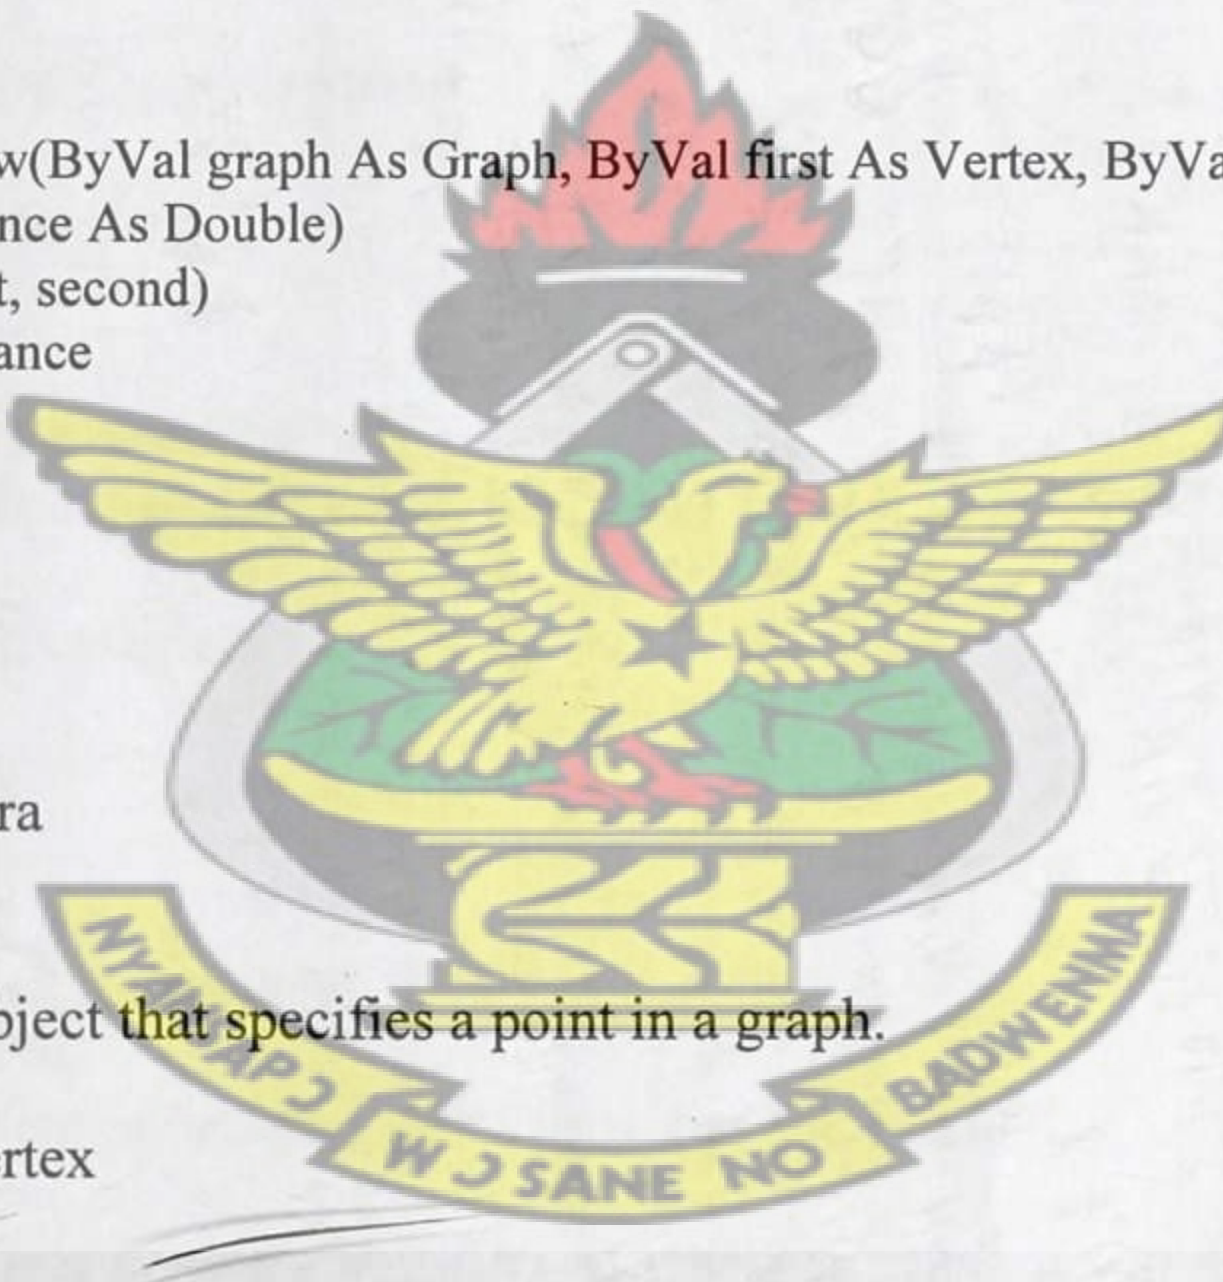 w(ByVal graph As Graph, ByVal first As Vertex, ByVa
nce As Double)
t, second)
ance
ra
bject that specifies a point in a graph.
rtex
NYANSAPƆ
WƆSANE NO
BADWENMA